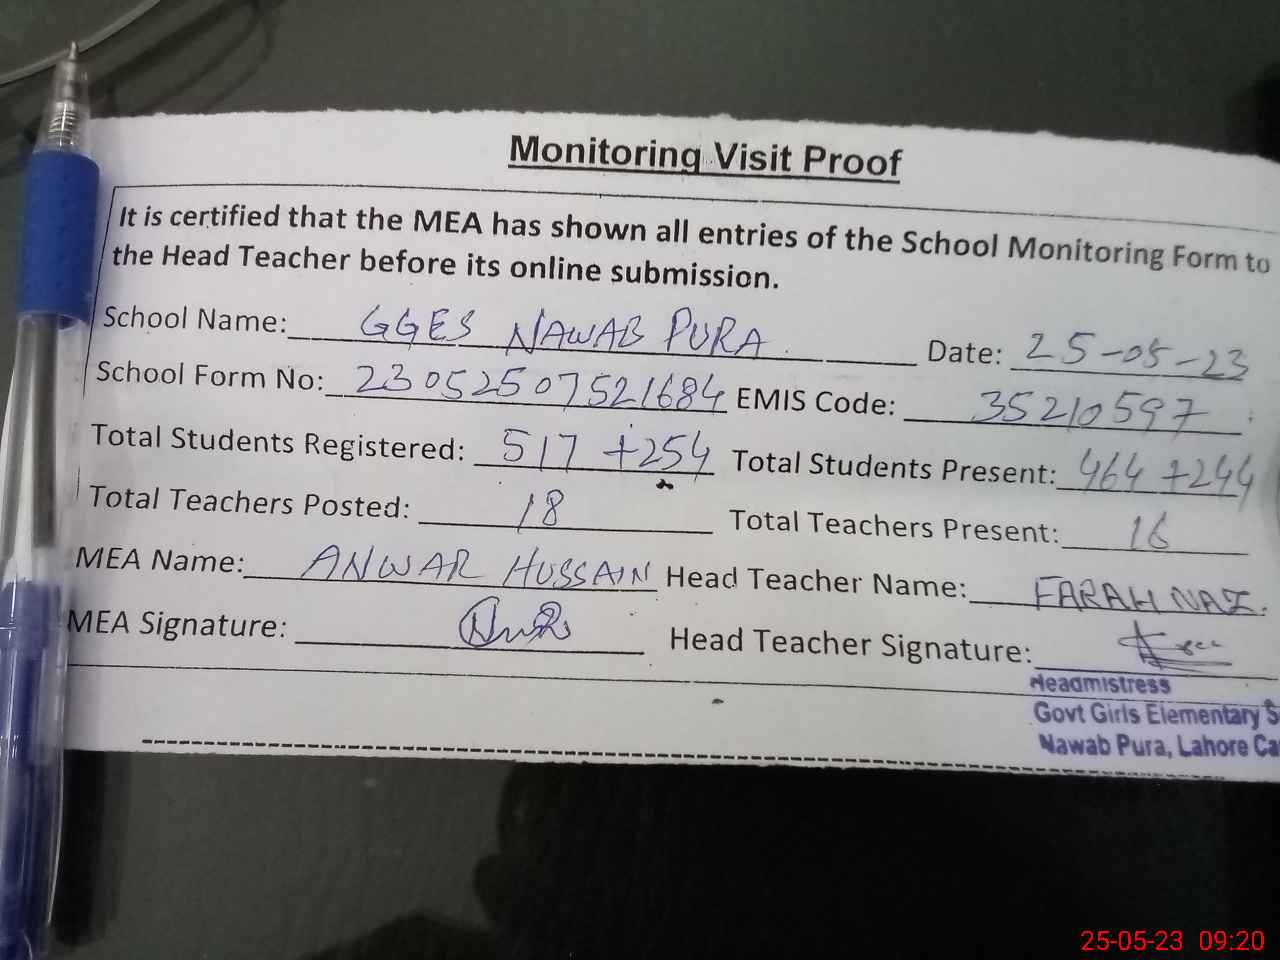 Monitoring Visit Proof
It is certified that the MEA has shown all entries of the School Monitoring Form to
the Head Teacher before its online submission.
School Name: GGES NAWAB PURA Date: 25-05-23
School Form No: 23052507521684 EMIS Code: 35210597
Total Students Registered: 517 +254 Total Students Present: 464 +244
Total Teachers Posted: 18 Total Teachers Present: 16
MEA Name: ANWAR HUSSAIN Head Teacher Name: FARAH NAZ.
MEA Signature: Head Teacher Signature:
Headmistress
Govt Girls Elementary S
Nawab Pura, Lahore Ca
25-05-23 09:20